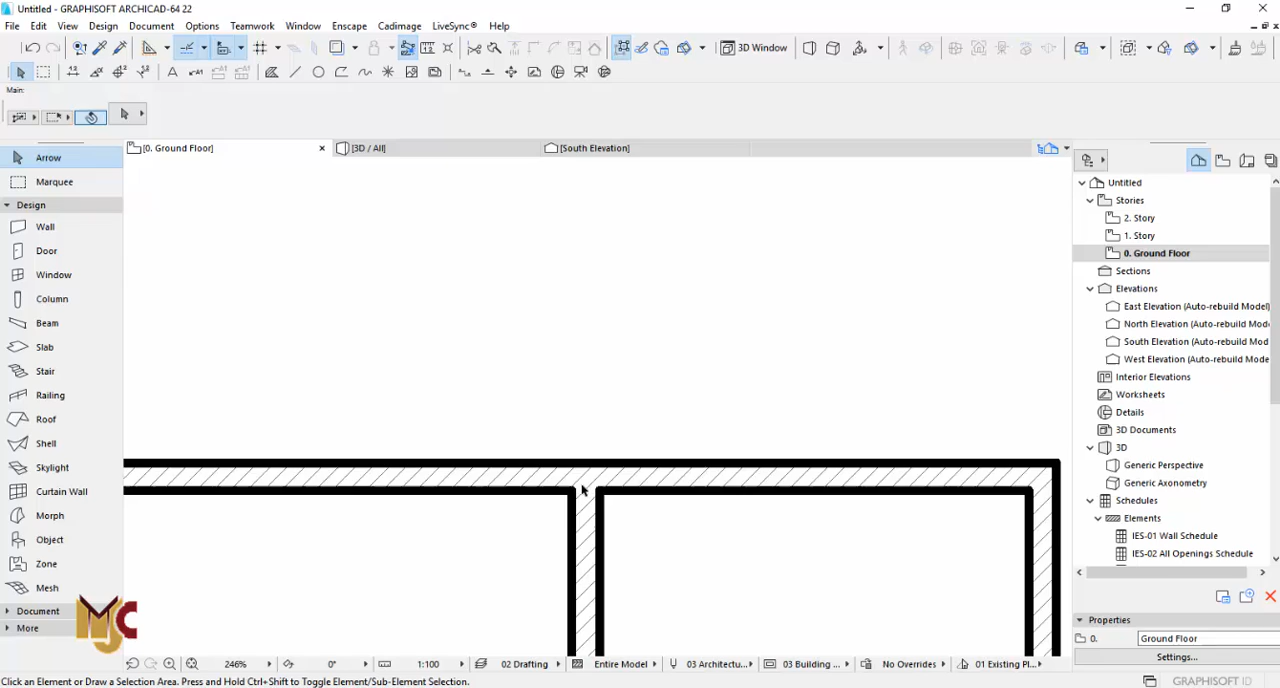 Untitled - GRAPHISOFT ARCHICAD-64 22
File Edit View Design Document Options Teamwork Window Enscape Cadimage LiveSync® Help
3D Window
Main:
[0. Ground Floor]
[3D / All]
[South Elevation]
Arrow
Marquee
Design
Wall
Door
Window
Column
Beam
Slab
Stair
Railing
Roof
Shell
Skylight
Curtain Wall
Morph
Object
Zone
Mesh
Document
More
MJC
Untitled
Stories
2. Story
1. Story
0. Ground Floor
Sections
Elevations
East Elevation (Auto-rebuild Model)
North Elevation (Auto-rebuild Mode
South Elevation (Auto-rebuild Mod
West Elevation (Auto-rebuild Mode
Interior Elevations
Worksheets
Details
3D Documents
3D
Generic Perspective
Generic Axonometry
Schedules
Elements
IES-01 Wall Schedule
IES-02 All Openings Schedule
Properties
0. Ground Floor
Settings...
246% 0° 1:100 02 Drafting Entire Model 03 Architectu... 03 Building ... No Overrides 01 Existing Pl...
Click an Element or Draw a Selection Area. Press and Hold Ctrl+Shift to Toggle Element/Sub-Element Selection.
GRAPHISOFT ID